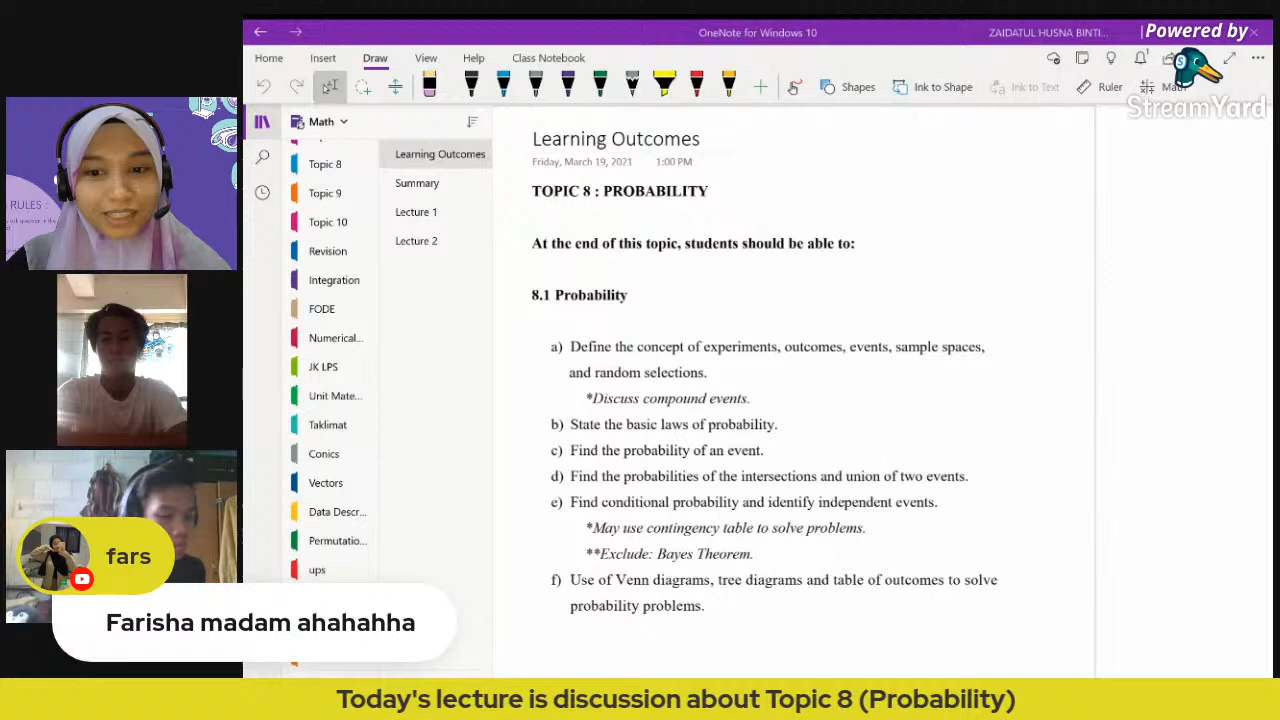 OneNote for Windows 10
ZAIDATUL HUSNA BINTI...
Powered by
StreamYard
Home
Insert
Draw
View
Help
Class Notebook
Shapes
Ink to Shape
Ink to Text
Ruler
Math
Math
Topic 8
Topic 9
Topic 10
Revision
Integration
FODE
Numerical...
JK LPS
Unit Mate...
Taklimat
Conics
Vectors
Data Descr...
Permutatio...
ups
Learning Outcomes
Summary
Lecture 1
Lecture 2
Learning Outcomes
Friday, March 19, 2021 1:00 PM
TOPIC 8 : PROBABILITY
At the end of this topic, students should be able to:
8.1 Probability
a) Define the concept of experiments, outcomes, events, sample spaces,
and random selections.
*Discuss compound events.
b) State the basic laws of probability.
c) Find the probability of an event.
d) Find the probabilities of the intersections and union of two events.
e) Find conditional probability and identify independent events.
*May use contingency table to solve problems.
**Exclude: Bayes Theorem.
f) Use of Venn diagrams, tree diagrams and table of outcomes to solve
probability problems.
RULES :
fars
Farisha madam ahahahha
Today's lecture is discussion about Topic 8 (Probability)